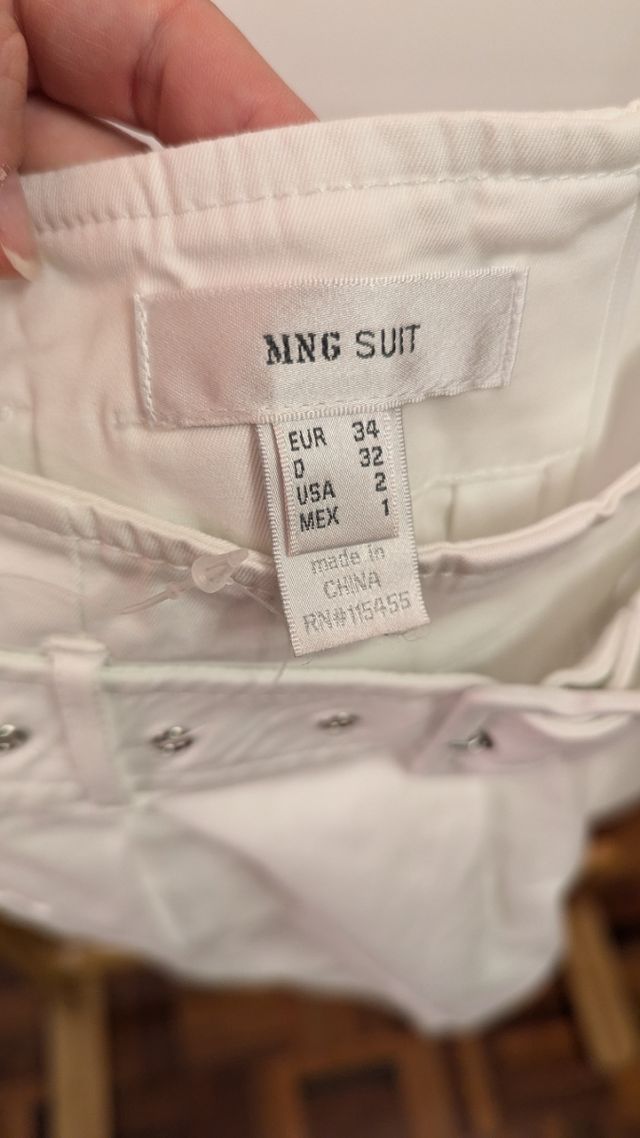 MNG SUIT
EUR 34
D 32
USA 2
MEX 1
made in
CHINA
RN#115455